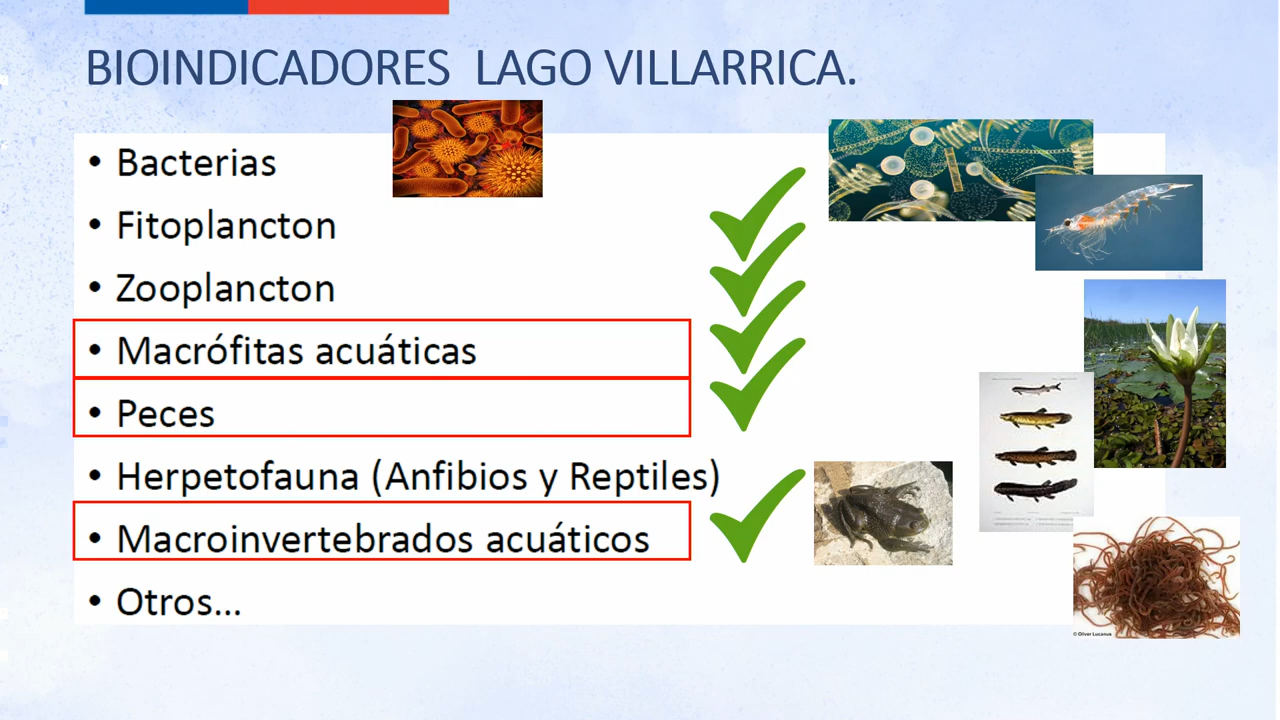 BIOINDICADORES LAGO VILLARRICA.
• Bacterias
• Fitoplancton
• Zooplancton
• Macrófitas acuáticas
• Peces
• Herpetofauna (Anfibios y Reptiles)
• Macroinvertebrados acuáticos
• Otros...
© Oliver Lucanus